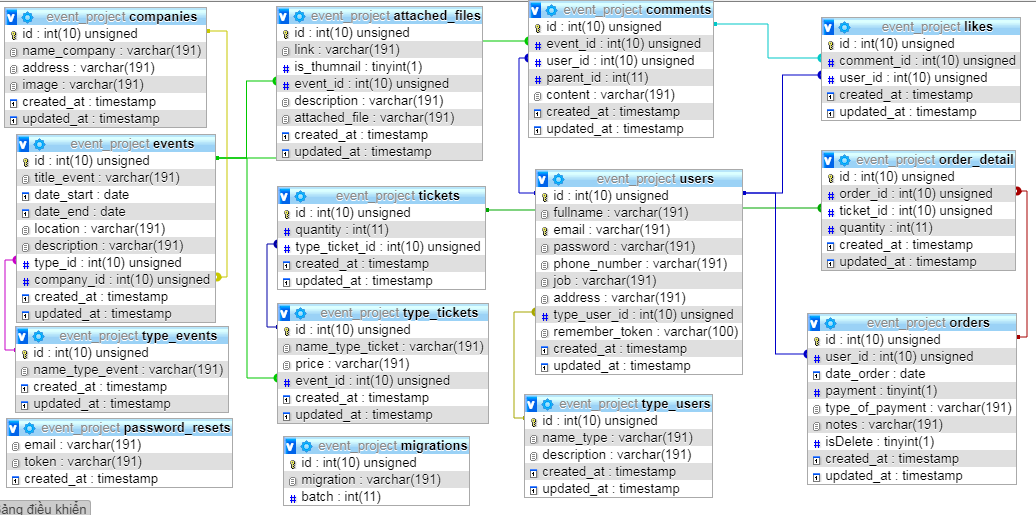 event_project companies
id : int(10) unsigned
name_company : varchar(191)
address : varchar(191)
image : varchar(191)
created_at : timestamp
updated_at : timestamp
event_project events
id : int(10) unsigned
title_event : varchar(191)
date_start : date
date_end : date
location : varchar(191)
description : varchar(191)
type_id : int(10) unsigned
company_id : int(10) unsigned
created_at : timestamp
updated_at : timestamp
event_project type_events
id : int(10) unsigned
name_type_event : varchar(191)
created_at : timestamp
updated_at : timestamp
event_project password_resets
email : varchar(191)
token : varchar(191)
created_at : timestamp
event_project attached_files
id : int(10) unsigned
link : varchar(191)
is_thumnail : tinyint(1)
event_id : int(10) unsigned
description : varchar(191)
attached_file : varchar(191)
created_at : timestamp
updated_at : timestamp
event_project tickets
id : int(10) unsigned
quantity : int(11)
type_ticket_id : int(10) unsigned
created_at : timestamp
updated_at : timestamp
event_project type_tickets
id : int(10) unsigned
name_type_ticket : varchar(191)
price : varchar(191)
event_id : int(10) unsigned
created_at : timestamp
updated_at : timestamp
event_project migrations
id : int(10) unsigned
migration : varchar(191)
batch : int(11)
event_project comments
id : int(10) unsigned
event_id : int(10) unsigned
user_id : int(10) unsigned
parent_id : int(11)
content : varchar(191)
created_at : timestamp
updated_at : timestamp
event_project users
id : int(10) unsigned
fullname : varchar(191)
email : varchar(191)
password : varchar(191)
phone_number : varchar(191)
job : varchar(191)
address : varchar(191)
type_user_id : int(10) unsigned
remember_token : varchar(100)
created_at : timestamp
updated_at : timestamp
event_project type_users
id : int(10) unsigned
name_type : varchar(191)
description : varchar(191)
created_at : timestamp
updated_at : timestamp
event_project likes
id : int(10) unsigned
comment_id : int(10) unsigned
user_id : int(10) unsigned
created_at : timestamp
updated_at : timestamp
event_project order_detail
id : int(10) unsigned
order_id : int(10) unsigned
ticket_id : int(10) unsigned
quantity : int(11)
created_at : timestamp
updated_at : timestamp
event_project orders
id : int(10) unsigned
user_id : int(10) unsigned
date_order : date
payment : tinyint(1)
type_of_payment : varchar(191)
notes : varchar(191)
isDelete : tinyint(1)
created_at : timestamp
updated_at : timestamp
điều khiển